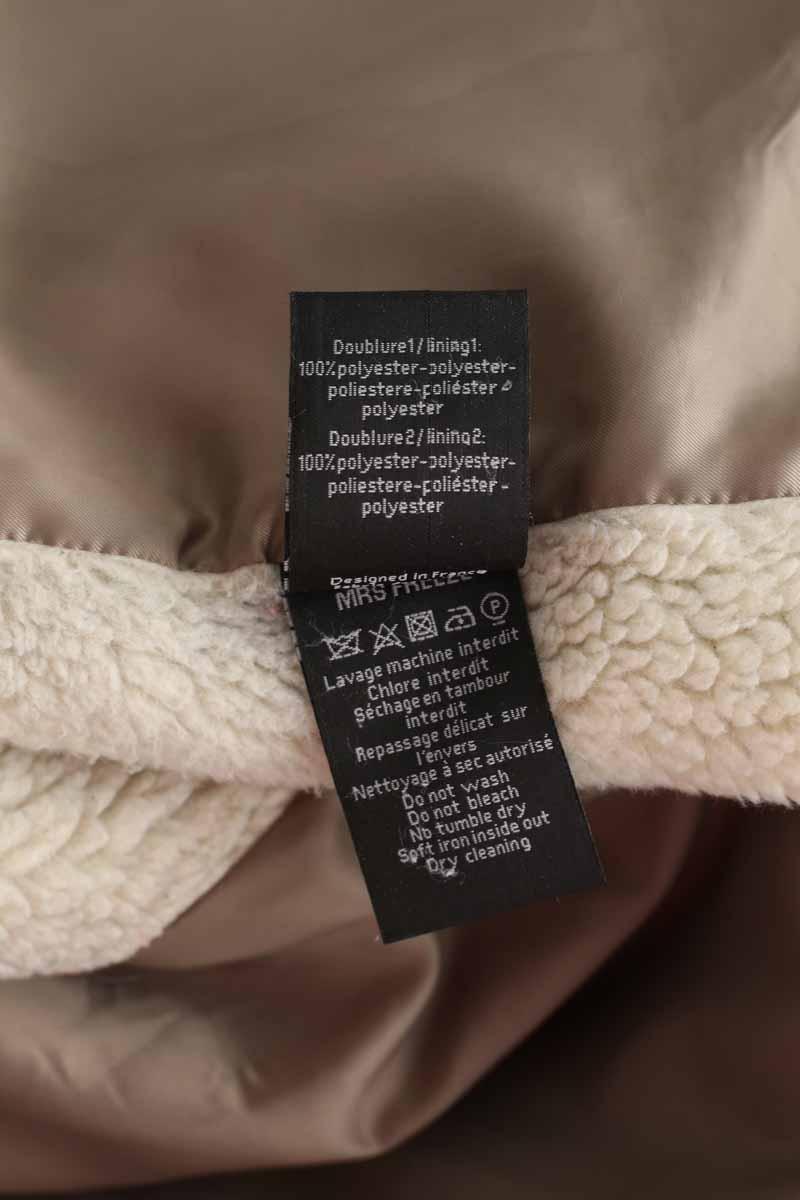 Doublure1/lining1:
100%polyester-polyester-
poliestere-poliéster-
polyester
Doublure2/lining2:
100%polyester-polyester-
poliestere-poliéster-
polyester
Designed in France
MRS FREEZE
P
Lavage machine interdit
Chlore interdit
Séchage en tambour
interdit
Repassage délicat sur
l'envers
Nettoyage à sec autorisé
Do not wash
Do not bleach
No tumble dry
Soft iron inside out
Dry cleaning